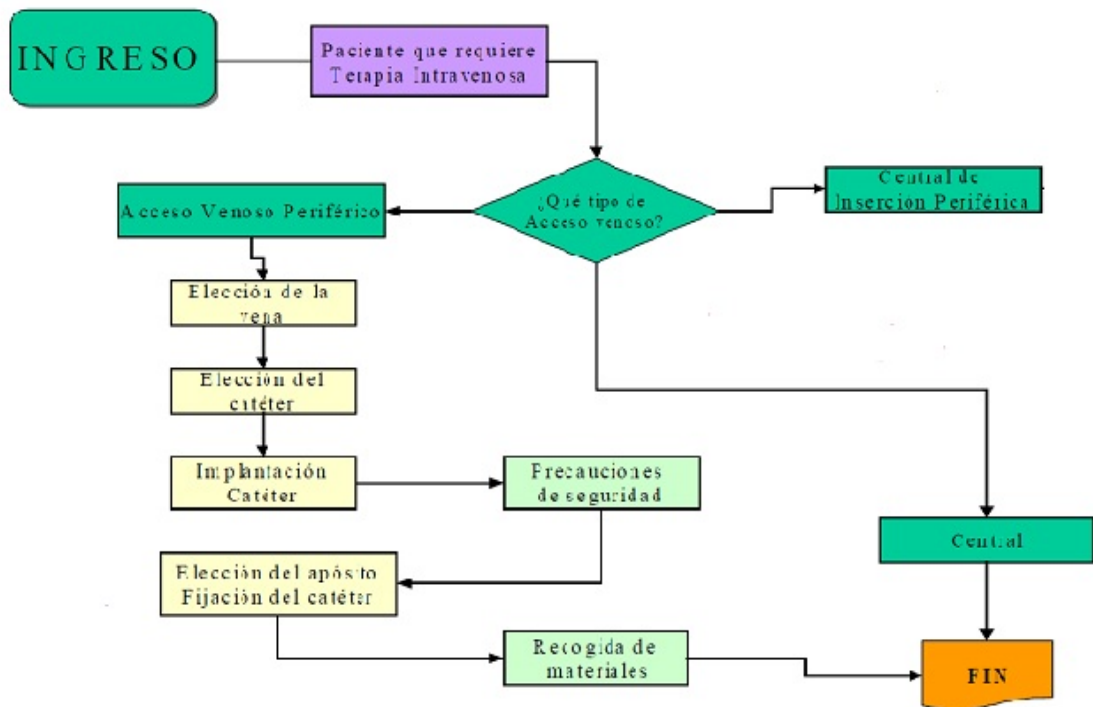 INGRESO
Paciente que requiere
Terapia Intravenosa
¿Qué tipo de
Acceso venoso?
Central de
Inserción Periférica
Acceso Venoso Periférico
Elección de la
vena
Elección del
catéter
Implantación
Catéter
Precauciones
de seguridad
Elección del apósito
Fijación del catéter
Recogida de
materiales
Central
FIN